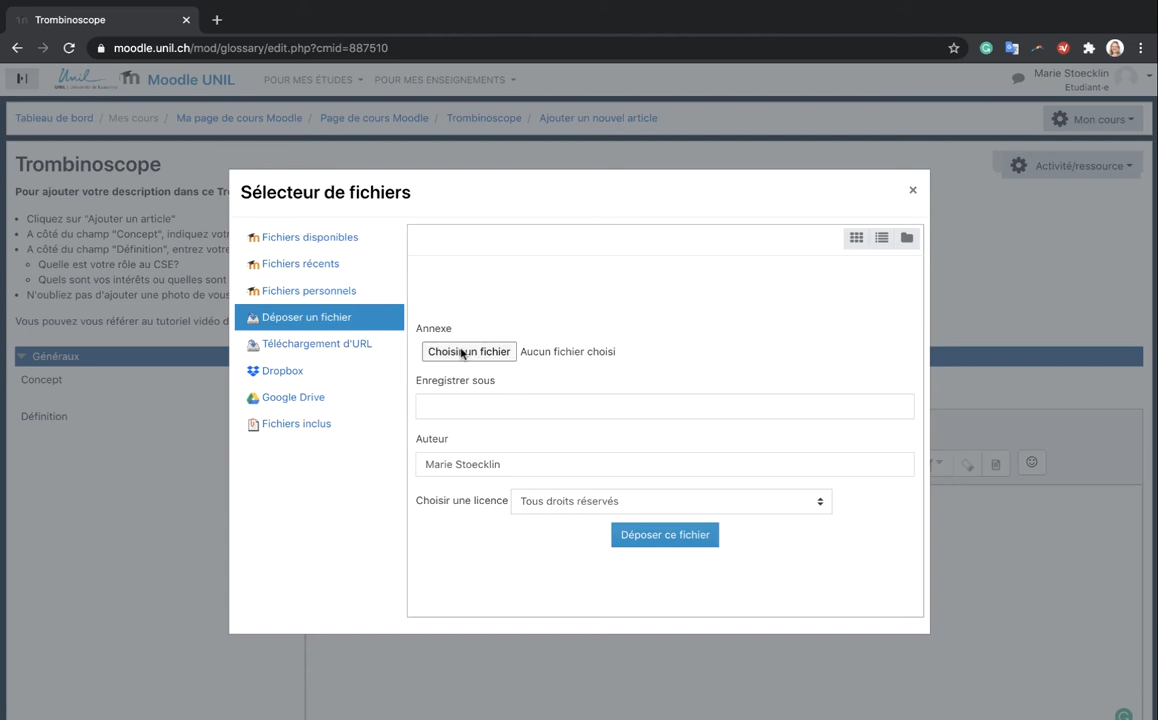 Trombinoscope
moodle.unil.ch/mod/glossary/edit.php?cmid=887510
Unil
Moodle UNIL
POUR MES ÉTUDES
POUR MES ENSEIGNEMENTS
Marie Stoecklin
Etudiant-e
Tableau de bord / Mes cours / Ma page de cours Moodle / Page de cours Moodle / Trombinoscope / Ajouter un nouvel article
Mon cours
Trombinoscope
Activité/ressource
Pour ajouter votre description dans ce
Cliquez sur "Ajouter un article"
A côté du champ "Concept", indiquez
A côté du champ "Définition", entrez
Quelle est votre rôle au CSE?
Quels sont vos intérêts ou quelles sont
N'oubliez pas d'ajouter une photo de
Vous pouvez vous référer au tutoriel vidéo
Généraux
Concept
Définition
Sélecteur de fichiers
×
Fichiers disponibles
Fichiers récents
Fichiers personnels
Déposer un fichier
Téléchargement d'URL
Dropbox
Google Drive
Fichiers inclus
Annexe
Choisir un fichier Aucun fichier choisi
Enregistrer sous
Auteur
Marie Stoecklin
Choisir une licence Tous droits réservés
Déposer ce fichier